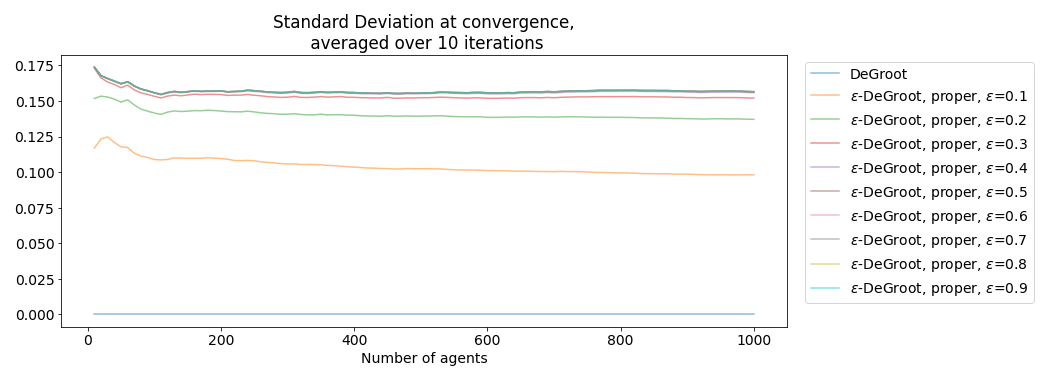 Standard Deviation at convergence,
averaged over 10 iterations
0.175
0.150
0.125
0.100
0.075
0.050
0.025
0.000
0
200
400
600
800
1000
Number of agents
DeGroot
ε-DeGroot, proper, ε=0.1
ε-DeGroot, proper, ε=0.2
ε-DeGroot, proper, ε=0.3
ε-DeGroot, proper, ε=0.4
ε-DeGroot, proper, ε=0.5
ε-DeGroot, proper, ε=0.6
ε-DeGroot, proper, ε=0.7
ε-DeGroot, proper, ε=0.8
ε-DeGroot, proper, ε=0.9